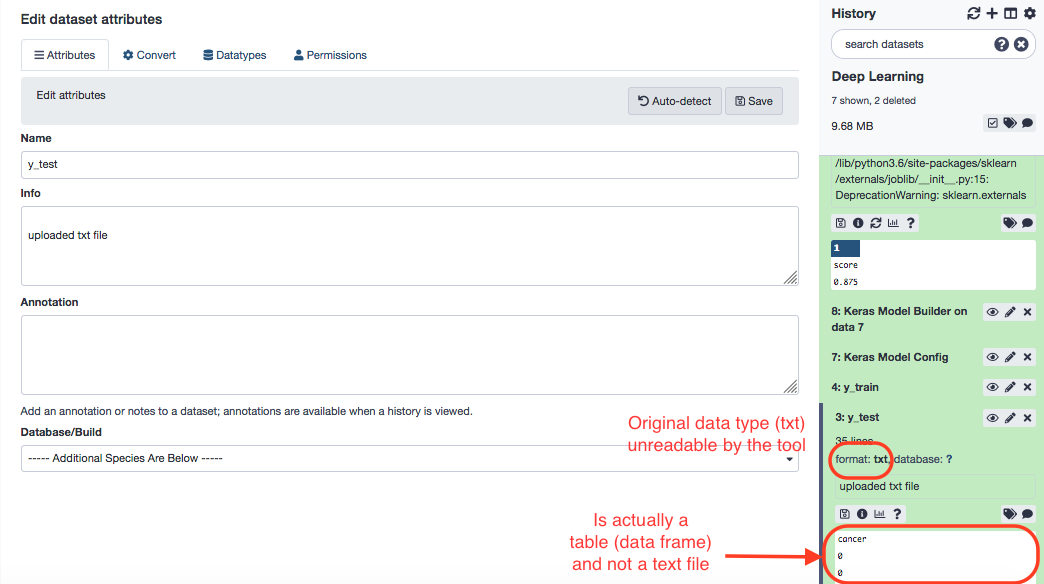 Edit dataset attributes
Attributes
Convert
Datatypes
Permissions
Edit attributes
Auto-detect
Save
Name
y_test
Info
uploaded txt file
Annotation
Add an annotation or notes to a dataset; annotations are available when a history is viewed.
Database/Build
----- Additional Species Are Below -----
Original data type (txt)
unreadable by the tool
Is actually a
table (data frame)
and not a text file
History
search datasets
Deep Learning
7 shown, 2 deleted
9.68 MB
/lib/python3.6/site-packages/sklearn
/externals/joblib/__init__.py:15:
DeprecationWarning: sklearn.externals
1
score
0.875
8: Keras Model Builder on
data 7
7: Keras Model Config
4: y_train
3: y_test
35 lines
format: txt, database: ?
uploaded txt file
cancer
0
0